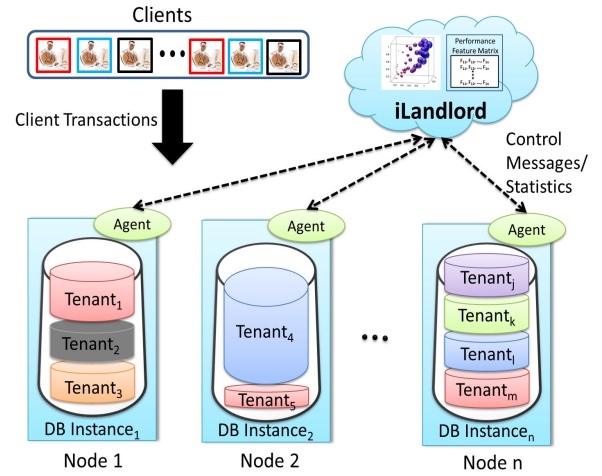 Clients
Performance
Feature Matrix
iLandlord
Client Transactions
Control
Messages/
Statistics
Agent
Agent
Agent
Tenant₁
Tenant₂
Tenant₃
DB Instance₁
Tenant₄
Tenant₅
DB Instance₂
Tenantⱼ
Tenantₖ
Tenantₗ
Tenantₘ
DB Instanceₙ
Node 1
Node 2
Node n